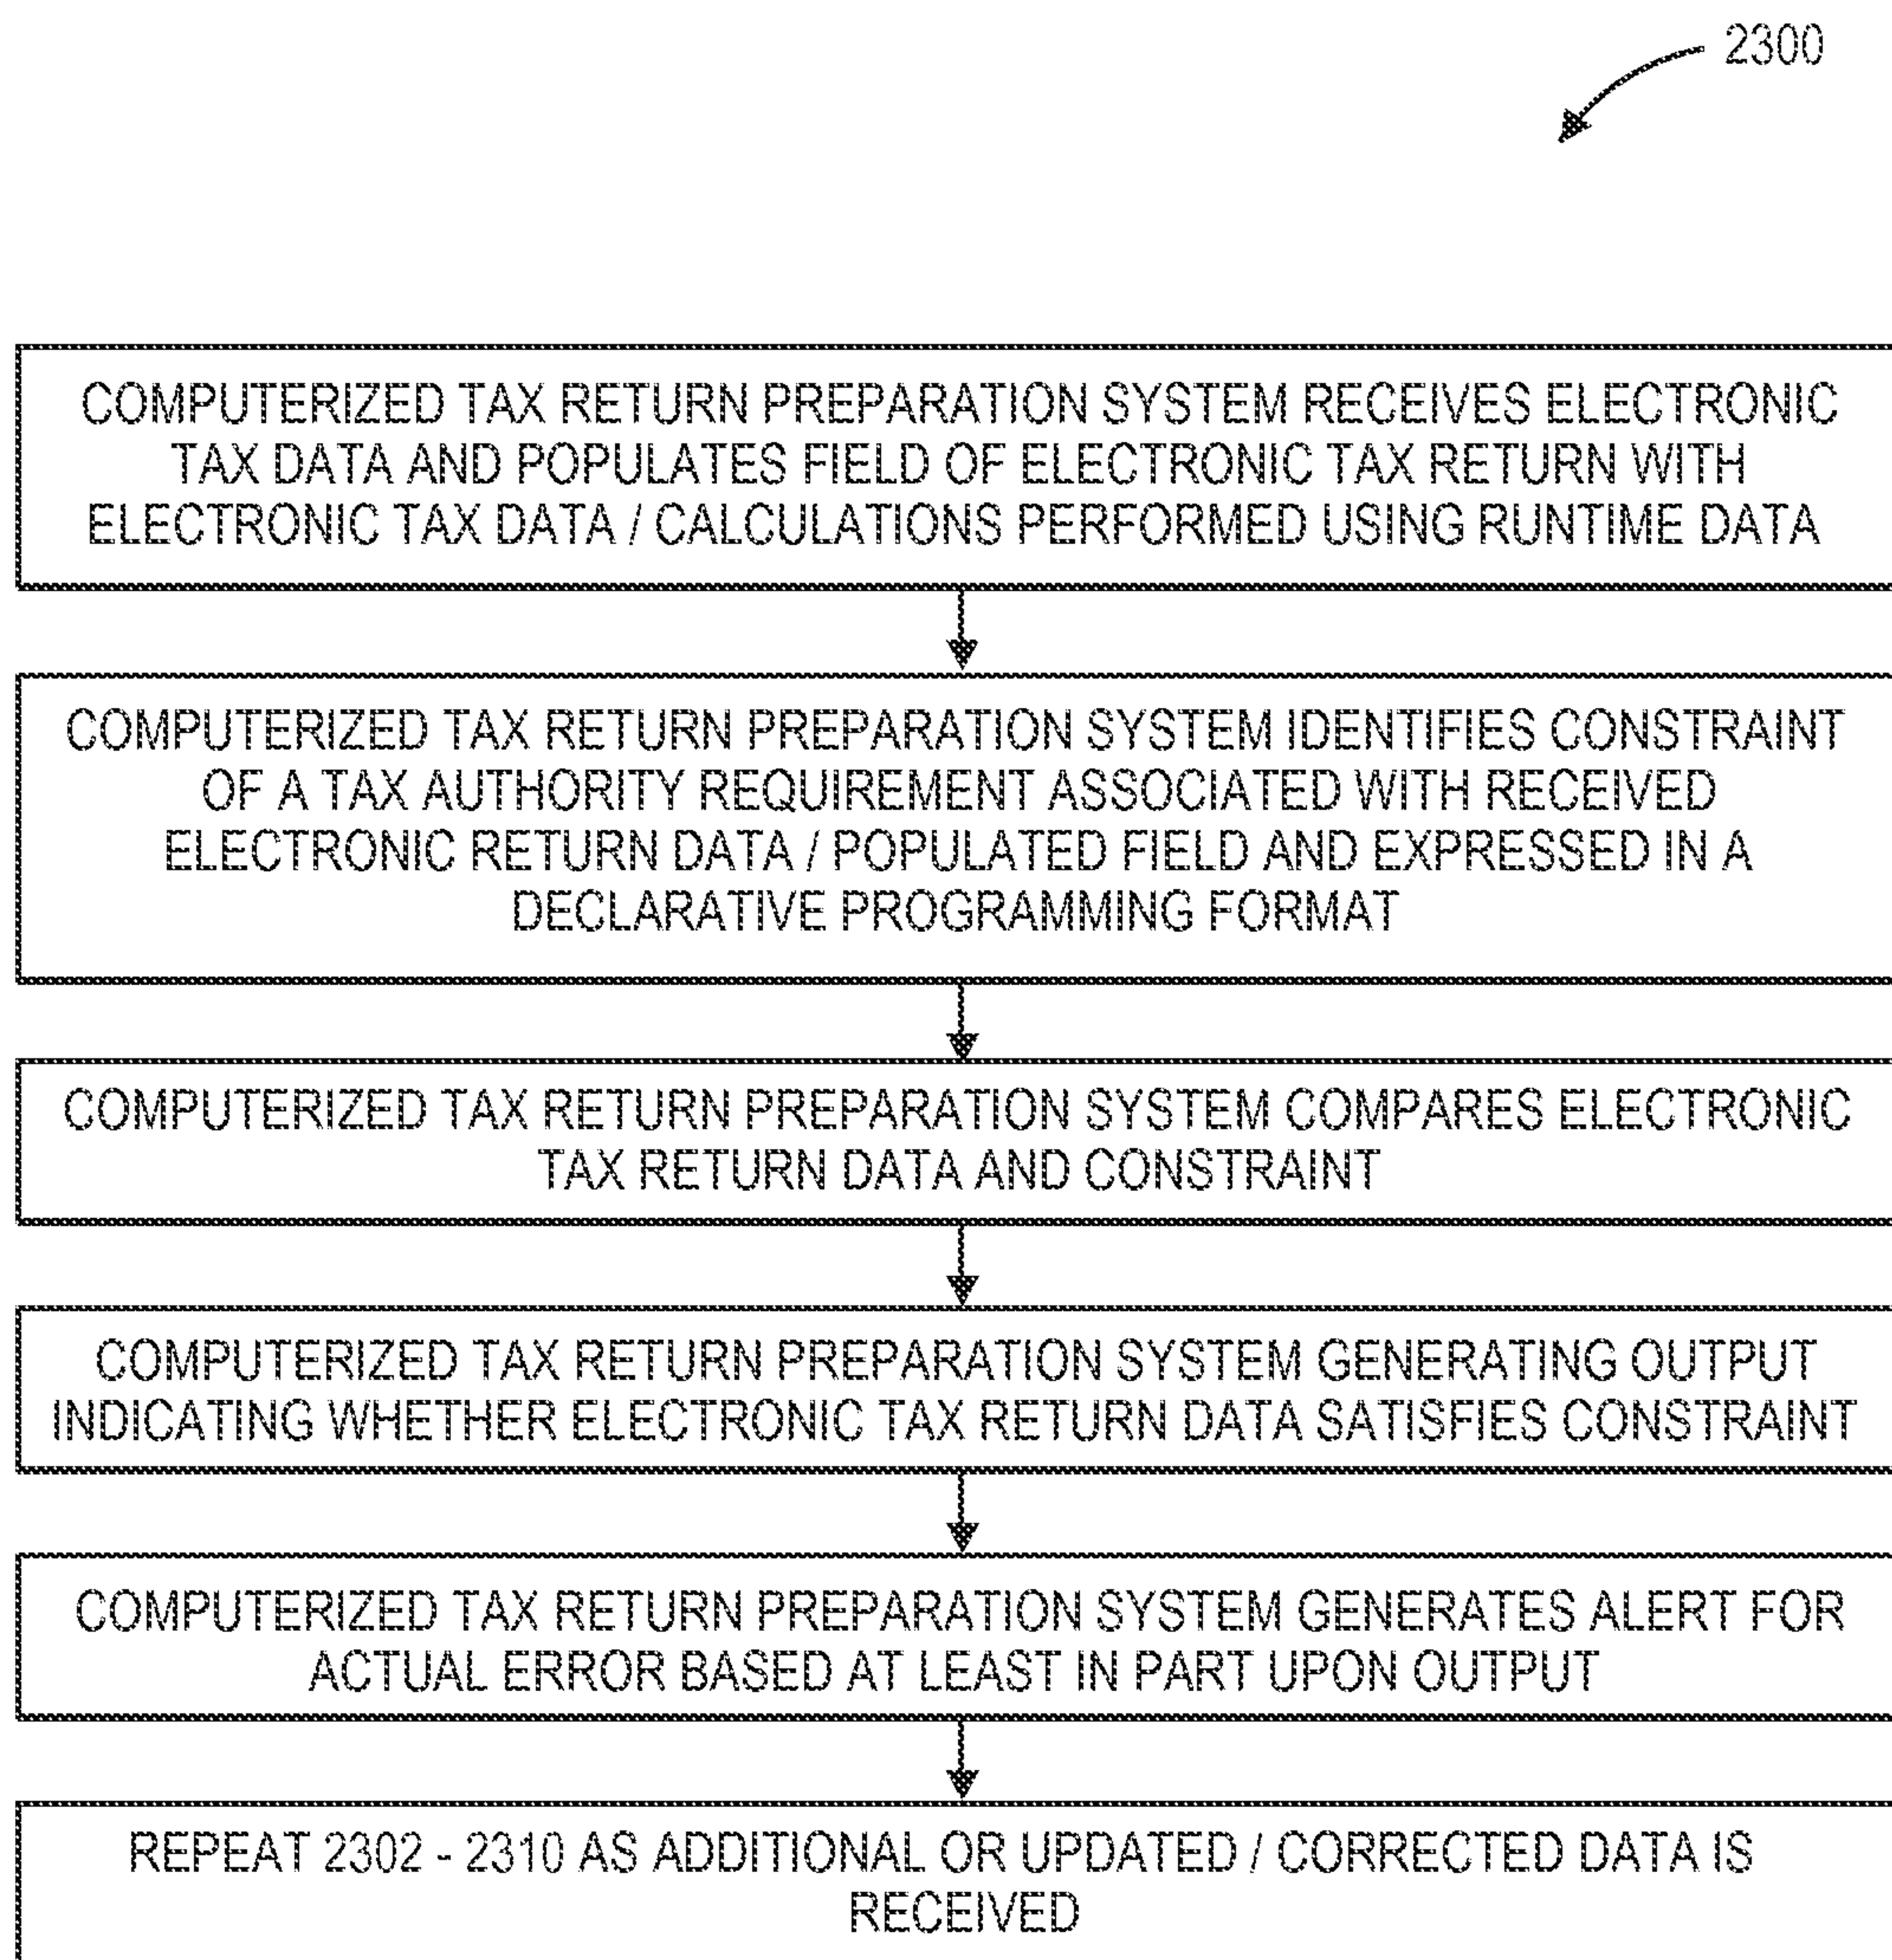 2300
COMPUTERIZED TAX RETURN PREPARATION SYSTEM RECEIVES ELECTRONIC
TAX DATA AND POPULATES FIELD OF ELECTRONIC TAX RETURN WITH
ELECTRONIC TAX DATA / CALCULATIONS PERFORMED USING RUNTIME DATA
COMPUTERIZED TAX RETURN PREPARATION SYSTEM IDENTIFIES CONSTRAINT
OF A TAX AUTHORITY REQUIREMENT ASSOCIATED WITH RECEIVED
ELECTRONIC RETURN DATA / POPULATED FIELD AND EXPRESSED IN A
DECLARATIVE PROGRAMMING FORMAT
COMPUTERIZED TAX RETURN PREPARATION SYSTEM COMPARES ELECTRONIC
TAX RETURN DATA AND CONSTRAINT
COMPUTERIZED TAX RETURN PREPARATION SYSTEM GENERATING OUTPUT
INDICATING WHETHER ELECTRONIC TAX RETURN DATA SATISFIES CONSTRAINT
COMPUTERIZED TAX RETURN PREPARATION SYSTEM GENERATES ALERT FOR
ACTUAL ERROR BASED AT LEAST IN PART UPON OUTPUT
REPEAT 2302 - 2310 AS ADDITIONAL OR UPDATED / CORRECTED DATA IS
RECEIVED